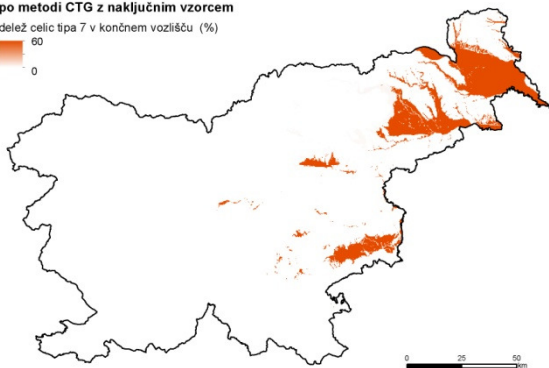 po metodi CTG z naključnim vzorcem
delež celic tipa 7 v končnem vozlišču (%)
60
0
0 25 50
km